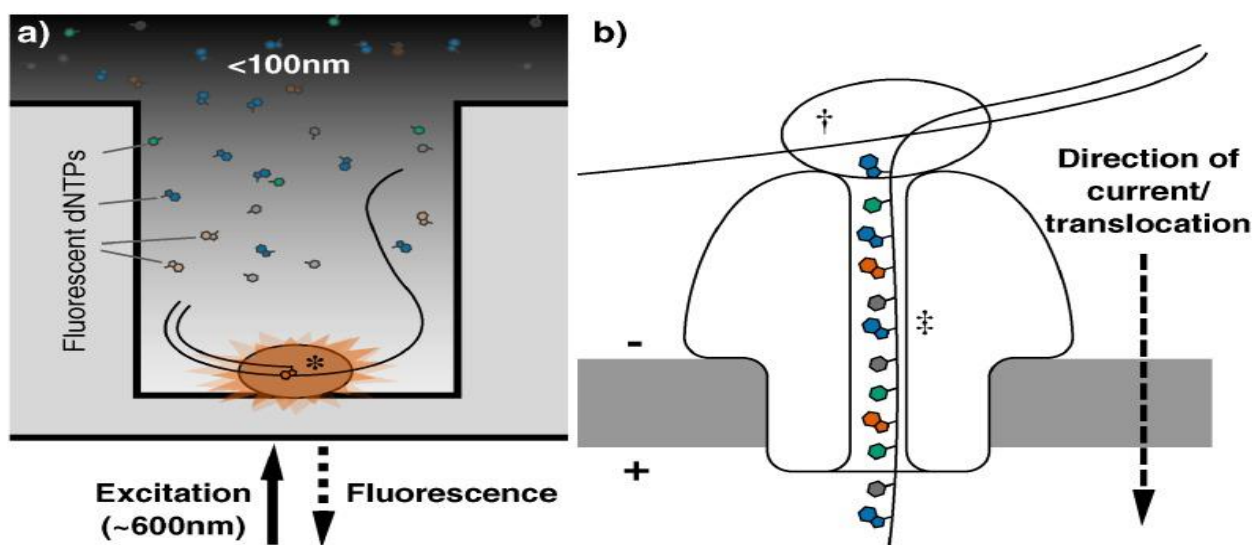 a)
<100nm
Fluorescent dNTPs
*
Excitation
(~600nm)
Fluorescence
b)
†
Direction of
current/
translocation
‡
-
+